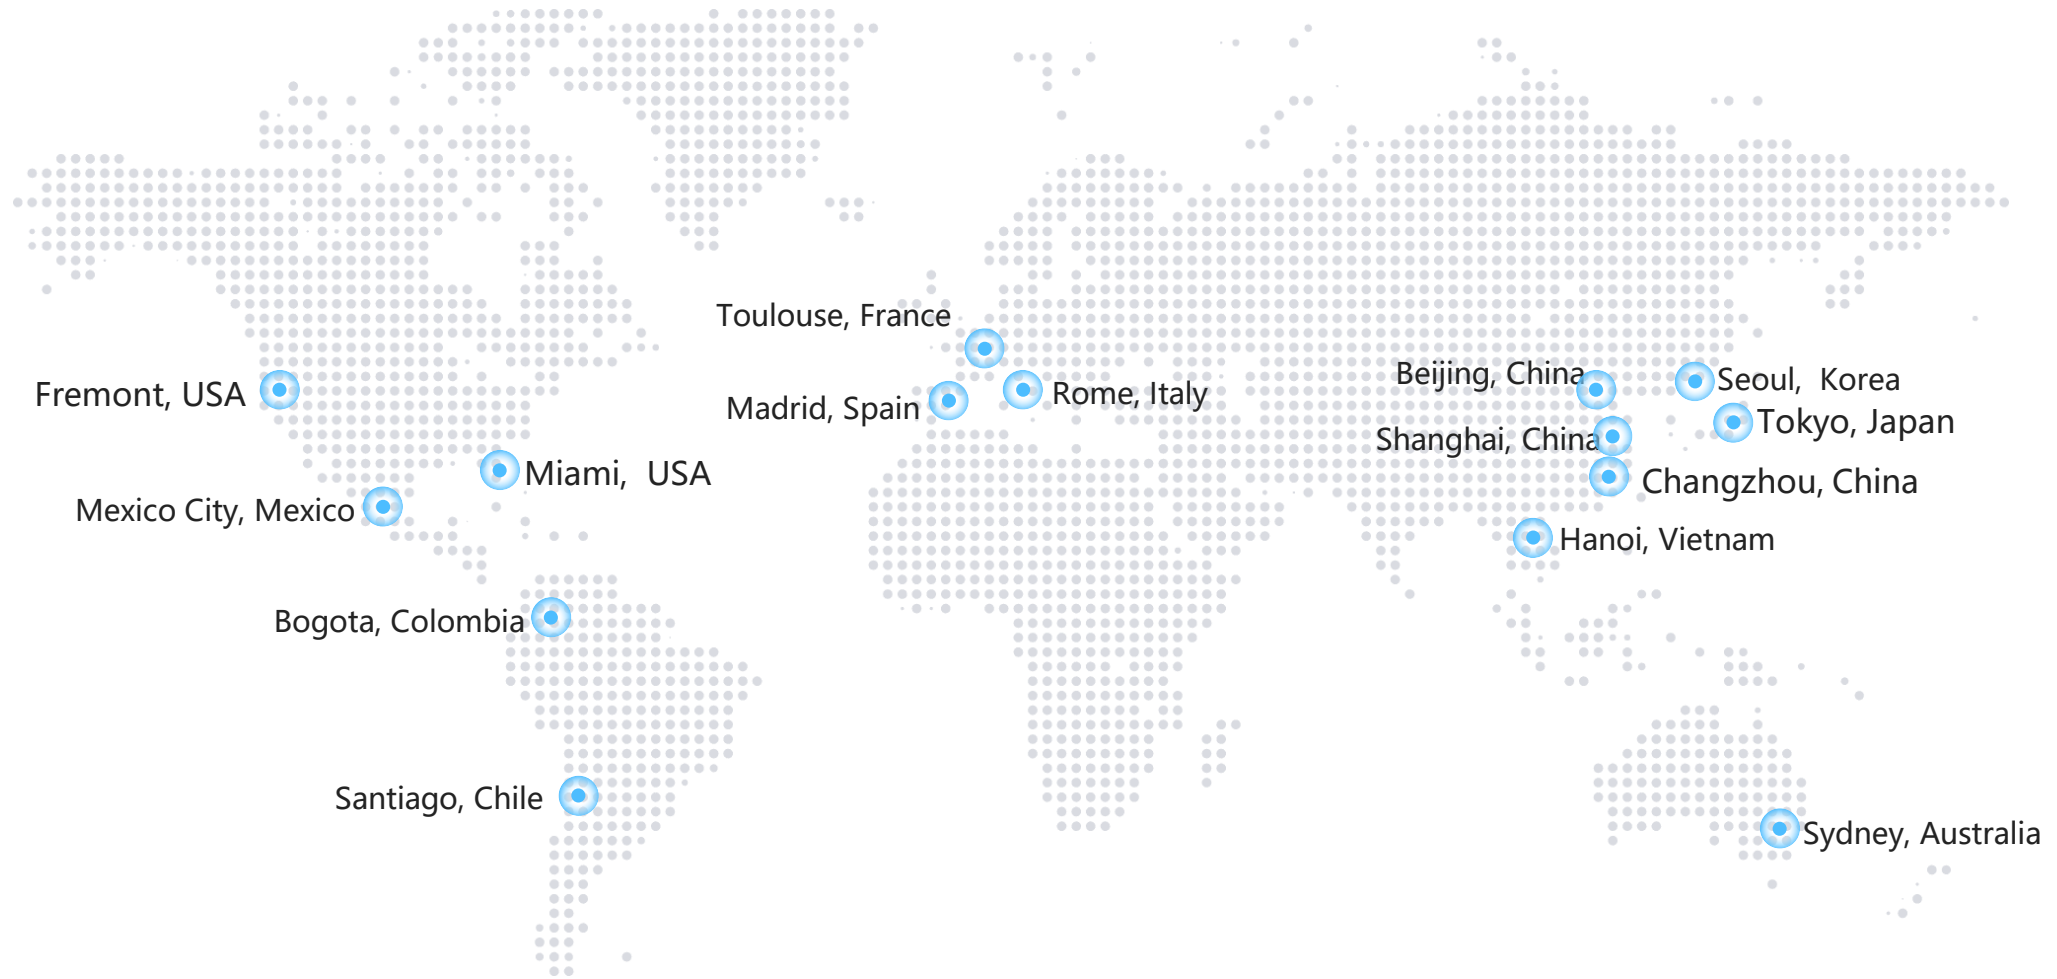 Toulouse, France
Beijing, China
Seoul, Korea
Fremont, USA
Rome, Italy
Madrid, Spain
Tokyo, Japan
Shanghai, China
Miami, USA
Changzhou, China
Mexico City, Mexico
Hanoi, Vietnam
Bogota, Colombia
Santiago, Chile
Sydney, Australia